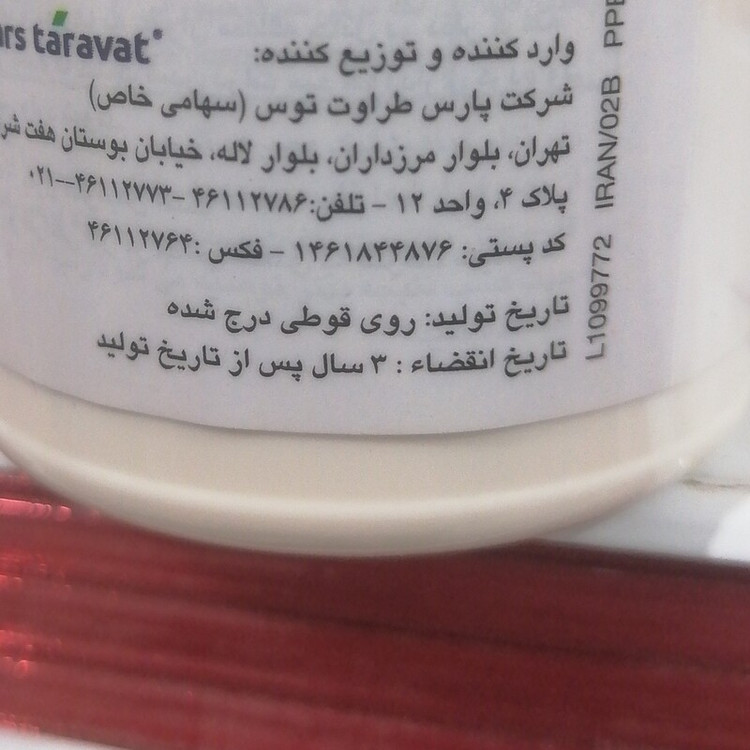 taravat®
وارد کننده و توزیع کننده:
شرکت پارس طراوت توس (سهامی خاص)
تهران، بلوار مرزداران، بلوار لاله، خیابان بوستان هفت
پلاک ۴، واحد ۱۲ - تلفن:۴۶۱۱۲۷۸۶ -۴۶۱۱۲۷۷۳--۰۲۱
کد پستی: ۱۴۶۱۸۴۴۸۷۶ - فکس :۴۶۱۱۲۷۶۴
تاریخ تولید: روی قوطی درج شده
تاریخ انقضاء : ۳ سال پس از تاریخ تولید
L1099772 IRAN/02B